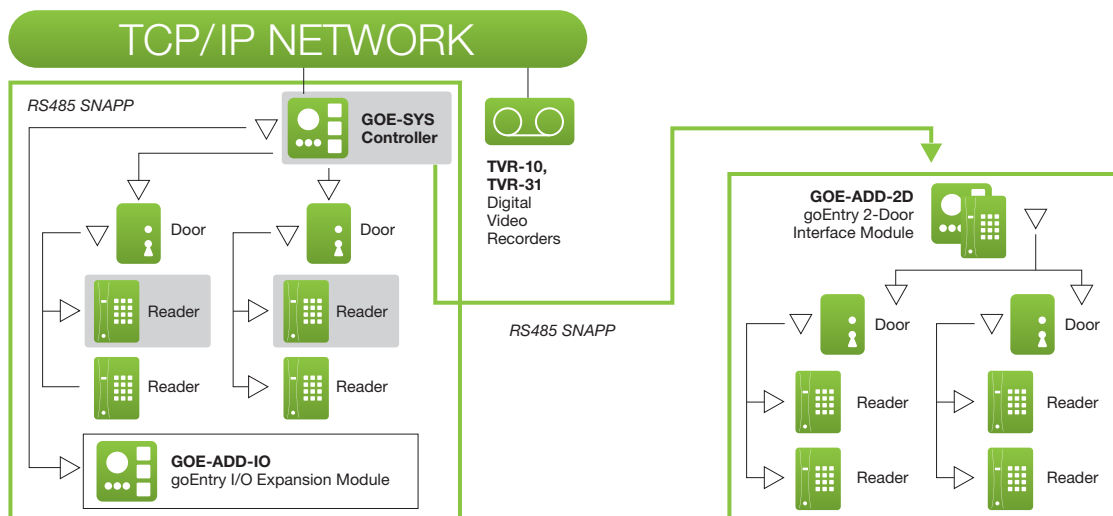 TCP/IP NETWORK
RS485 SNAPP
GOE-SYS
Controller
Door
Door
Reader
Reader
Reader
Reader
GOE-ADD-IO
goEntry I/O Expansion Module
TVR-10,
TVR-31
Digital
Video
Recorders
RS485 SNAPP
GOE-ADD-2D
goEntry 2-Door
Interface Module
Door
Door
Reader
Reader
Reader
Reader